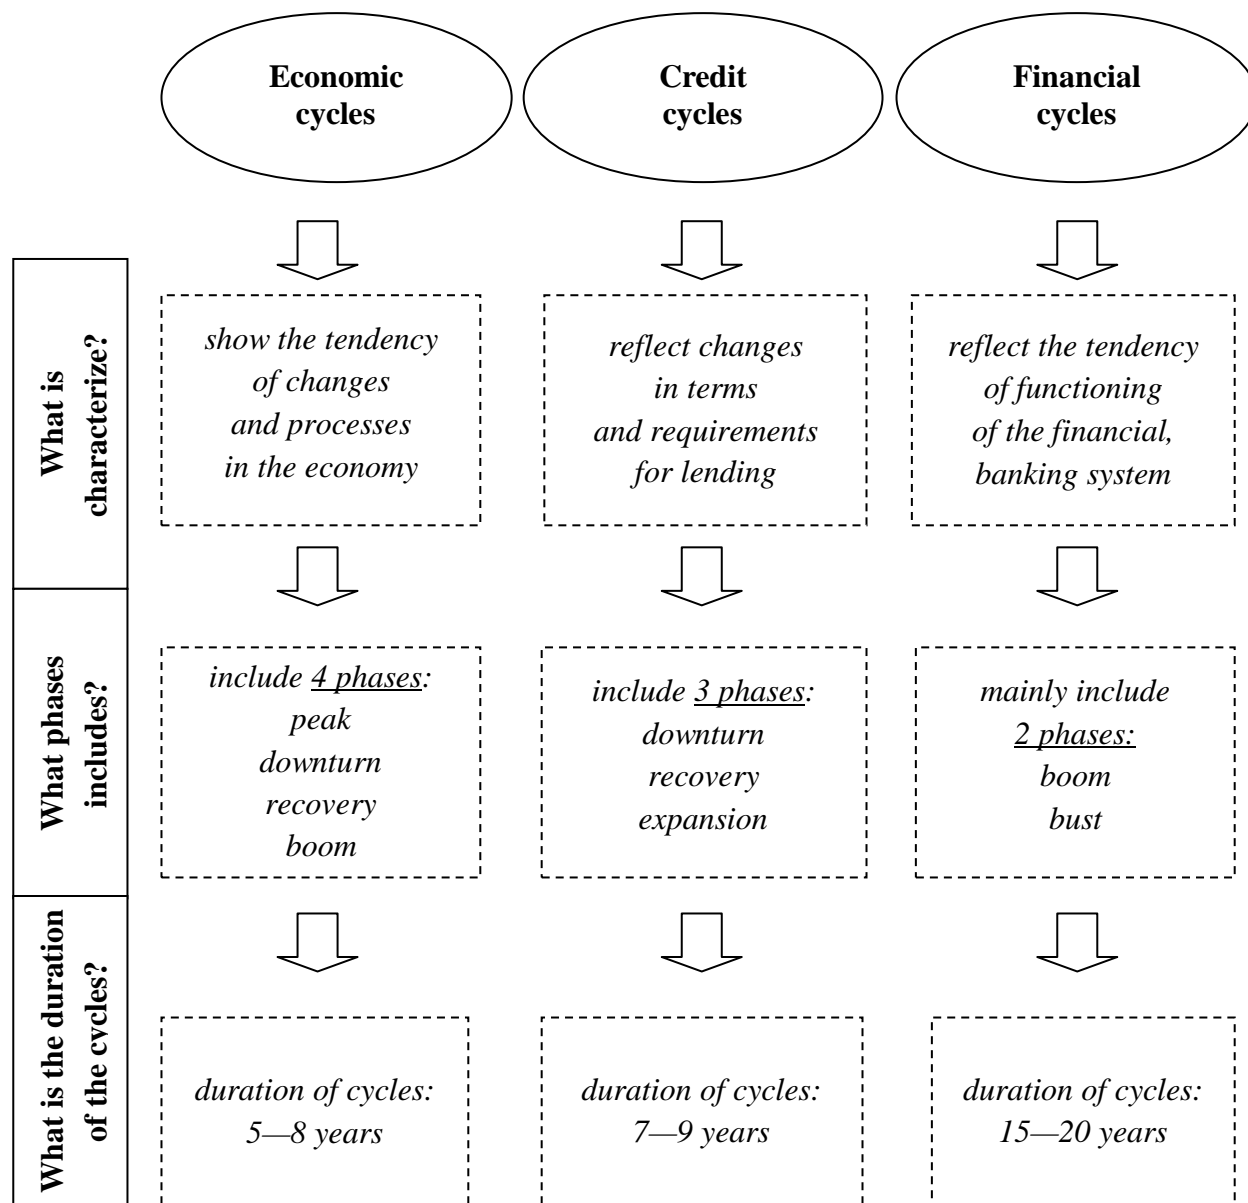 Economic
cycles
Credit
cycles
Financial
cycles
What is
characterize?
show the tendency
of changes
and processes
in the economy
reflect changes
in terms
and requirements
for lending
reflect the tendency
of functioning
of the financial,
banking system
What phases
includes?
include 4 phases:
peak
downturn
recovery
boom
include 3 phases:
downturn
recovery
expansion
mainly include
2 phases:
boom
bust
What is the duration
of the cycles?
duration of cycles:
5—8 years
duration of cycles:
7—9 years
duration of cycles:
15—20 years